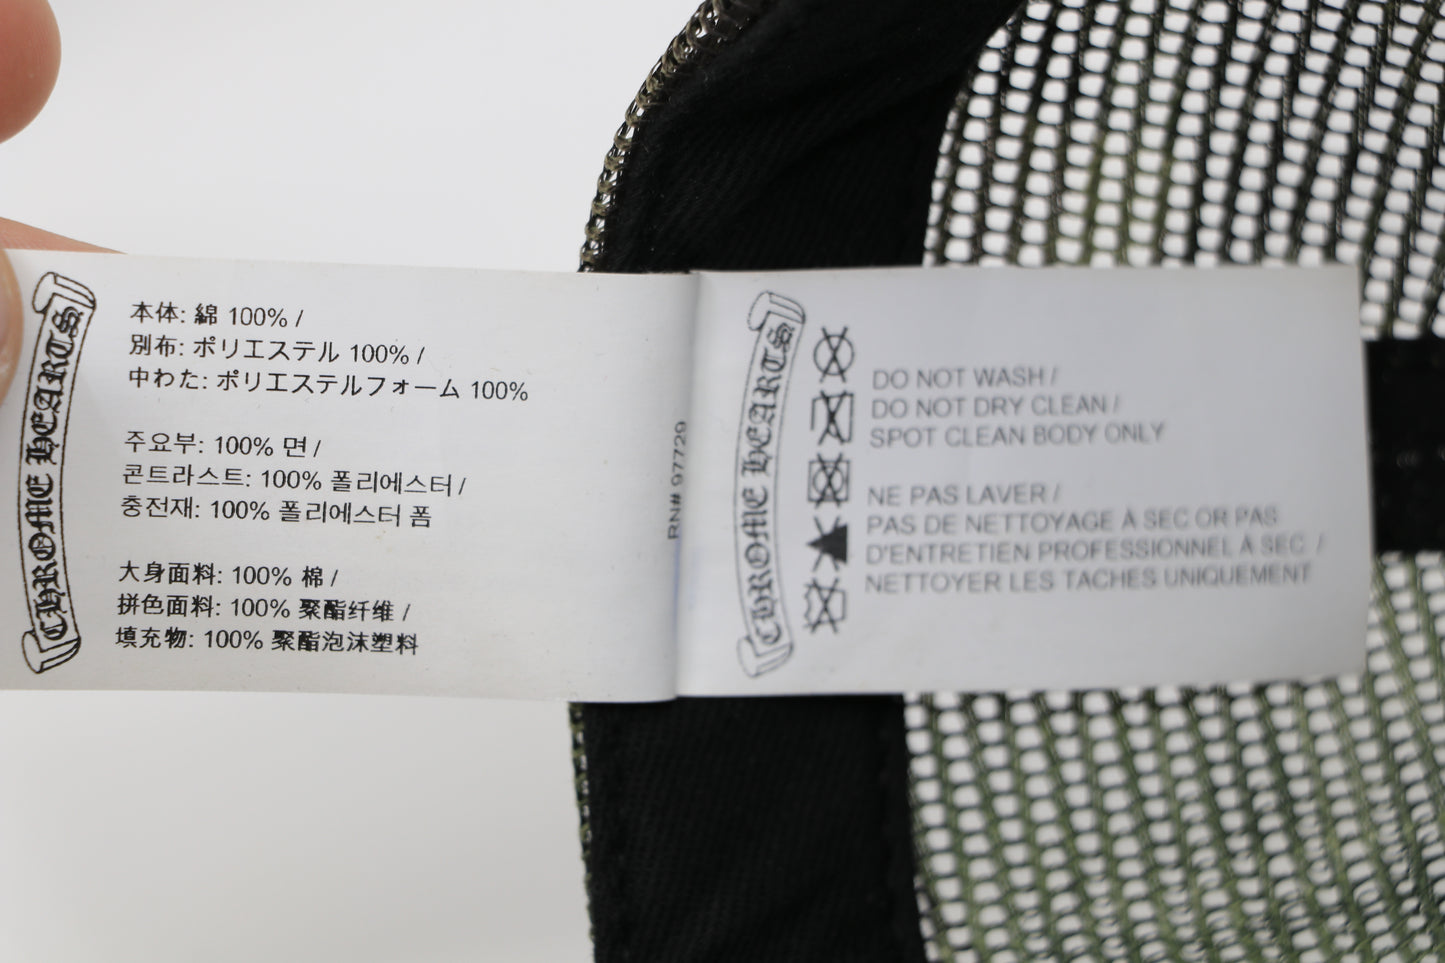 CHROME HEARTS
本体: 綿 100% /
別布: ポリエステル 100% /
中わた: ポリエステルフォーム 100%
주요부: 100% 면 /
콘트라스트: 100% 폴리에스터 /
충전재: 100% 폴리에스터 폼
大身面料: 100% 棉 /
拼色面料: 100% 聚酯纤维 /
填充物: 100% 聚酯泡沫塑料
RN# 97729
CHROME HEARTS
DO NOT WASH /
DO NOT DRY CLEAN /
SPOT CLEAN BODY ONLY
NE PAS LAVER /
PAS DE NETTOYAGE À SEC OR PAS
D'ENTRETIEN PROFESSIONNEL À SEC /
NETTOYER LES TACHES UNIQUEMENT